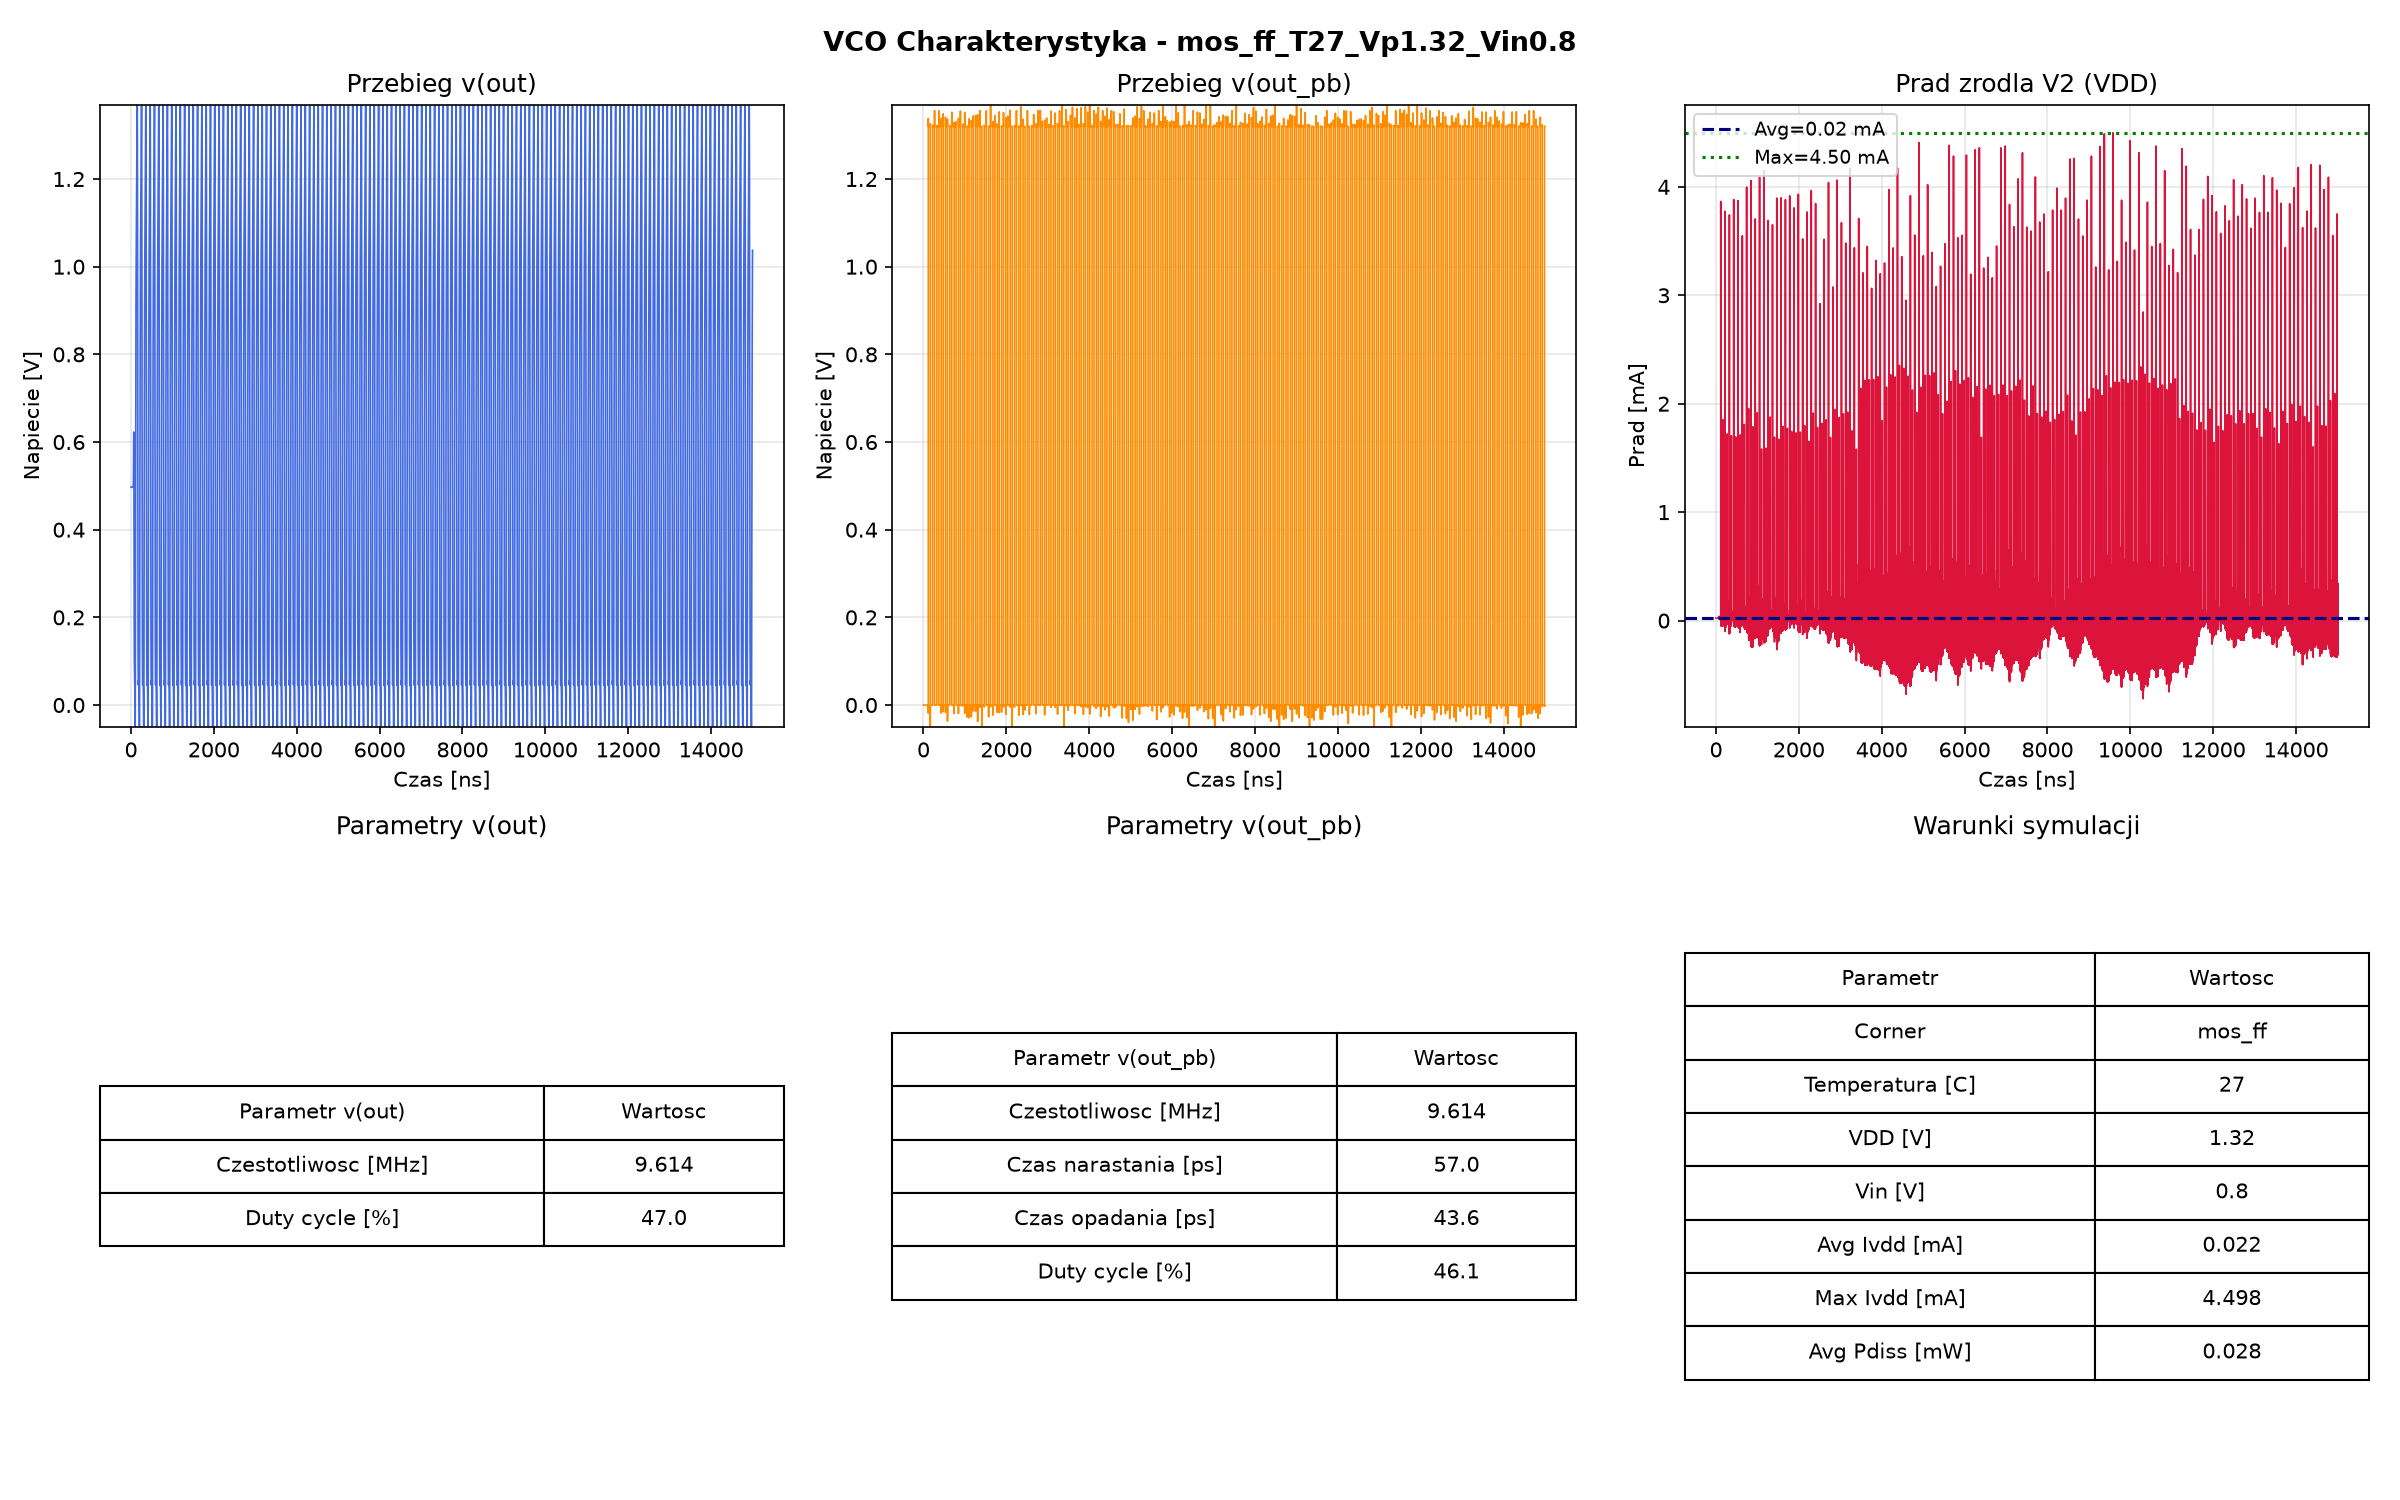 VCO Charakterystyka - mos_ff_T27_Vp1.32_Vin0.8
Przebieg v(out)
Napiecie [V]
1.2
1.0
0.8
0.6
0.4
0.2
0.0
0 2000 4000 6000 8000 10000 12000 14000
Czas [ns]
Przebieg v(out_pb)
Napiecie [V]
1.2
1.0
0.8
0.6
0.4
0.2
0.0
0 2000 4000 6000 8000 10000 12000 14000
Czas [ns]
Prad zrodla V2 (VDD)
Avg=0.02 mA
Max=4.50 mA
Prad [mA]
4
3
2
1
0
0 2000 4000 6000 8000 10000 12000 14000
Czas [ns]
Parametry v(out)
Parametr v(out) Wartosc
Czestotliwosc [MHz] 9.614
Duty cycle [%] 47.0
Parametry v(out_pb)
Parametr v(out_pb) Wartosc
Czestotliwosc [MHz] 9.614
Czas narastania [ps] 57.0
Czas opadania [ps] 43.6
Duty cycle [%] 46.1
Warunki symulacji
Parametr Wartosc
Corner mos_ff
Temperatura [C] 27
VDD [V] 1.32
Vin [V] 0.8
Avg Ivdd [mA] 0.022
Max Ivdd [mA] 4.498
Avg Pdiss [mW] 0.028